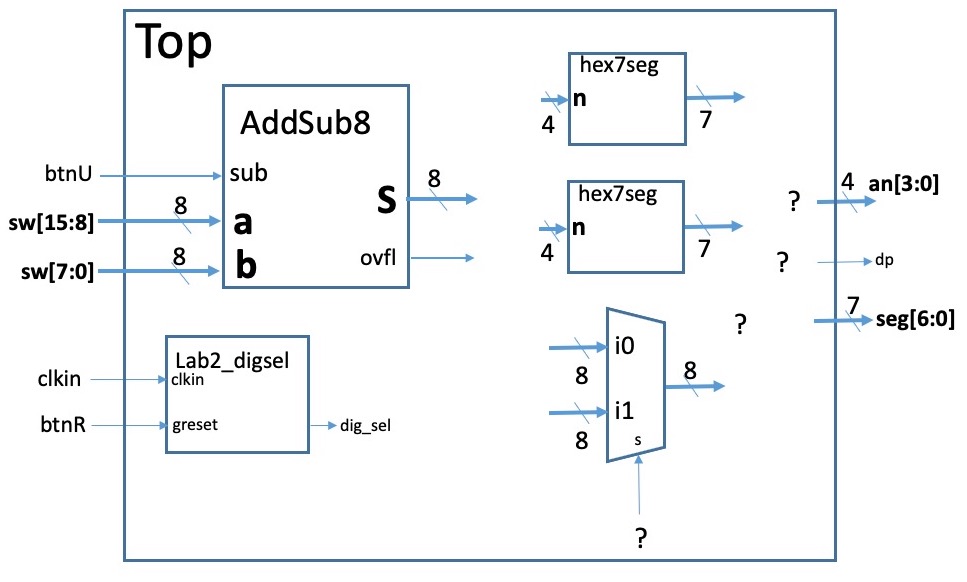 Top
hex7seg
n
4
7
AddSub8
btnU
sub
8
sw[15:8]
a
8
sw[7:0]
b
S
8
ovfl
hex7seg
n
4
7
?
4
an[3:0]
?
dp
?
7
seg[6:0]
Lab2_digsel
clkin
clkin
btnR
greset
dig_sel
i0
8
i1
8
s
8
?